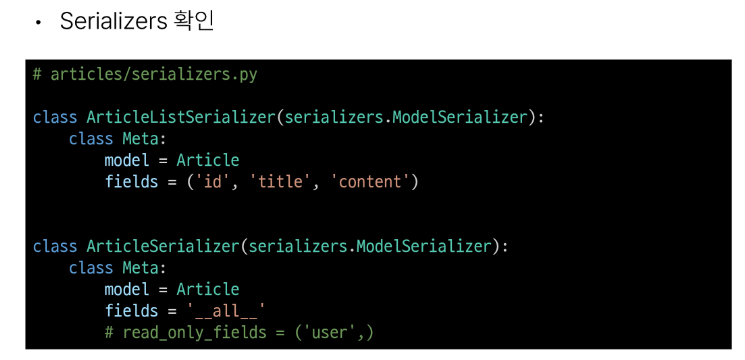 • Serializers 확인
# articles/serializers.py
class ArticleListSerializer(serializers.ModelSerializer):
    class Meta:
        model = Article
        fields = ('id', 'title', 'content')
class ArticleSerializer(serializers.ModelSerializer):
    class Meta:
        model = Article
        fields = '__all__'
        # read_only_fields = ('user',)